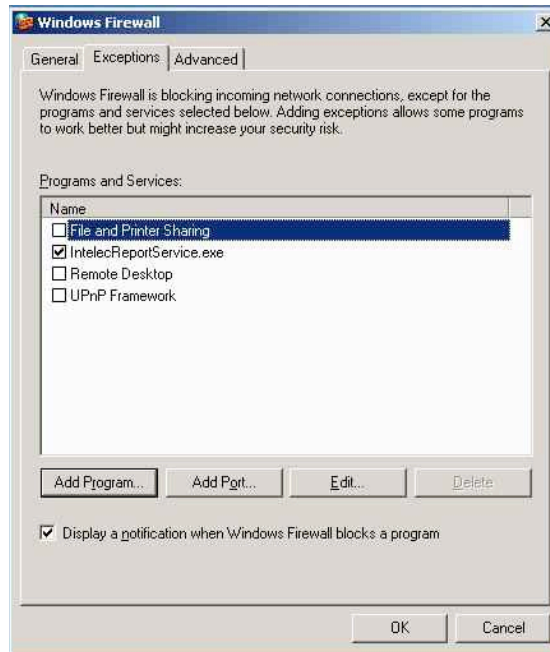 Windows Firewall
General Exceptions Advanced
Windows Firewall is blocking incoming network connections, except for the
programs and services selected below. Adding exceptions allows some programs
to work better but might increase your security risk.
Programs and Services:
Name
File and Printer Sharing
IntelecReportService.exe
Remote Desktop
UPnP Framework
Add Program... Add Port... Edit... Delete
Display a notification when Windows Firewall blocks a program
OK Cancel